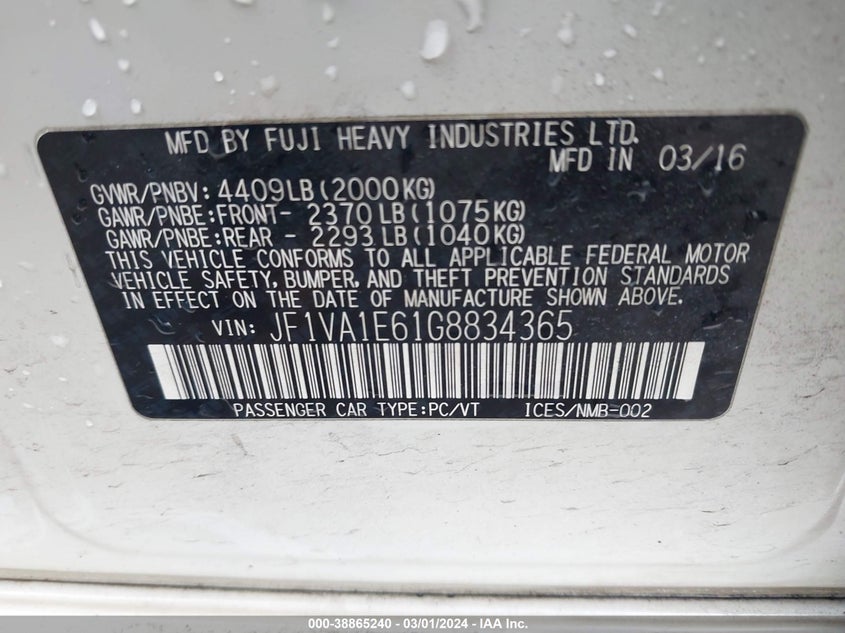 MFD BY FUJI HEAVY INDUSTRIES LTD.
MFD IN 03/16
GVWR/PNBV: 4409LB(2000KG)
GAWR/PNBE:FRONT- 2370LB(1075KG)
GAWR/PNBE:REAR - 2293LB(1040KG)
THIS VEHICLE CONFORMS TO ALL APPLICABLE FEDERAL MOTOR
VEHICLE SAFETY, BUMPER, AND THEFT PREVENTION STANDARDS
IN EFFECT ON THE DATE OF MANUFACTURE SHOWN ABOVE.
VIN: JF1VA1E61G8834365
PASSENGER CAR TYPE:PC/VT ICES/NMB-002
000-38865240 - 03/01/2024 - IAA Inc.